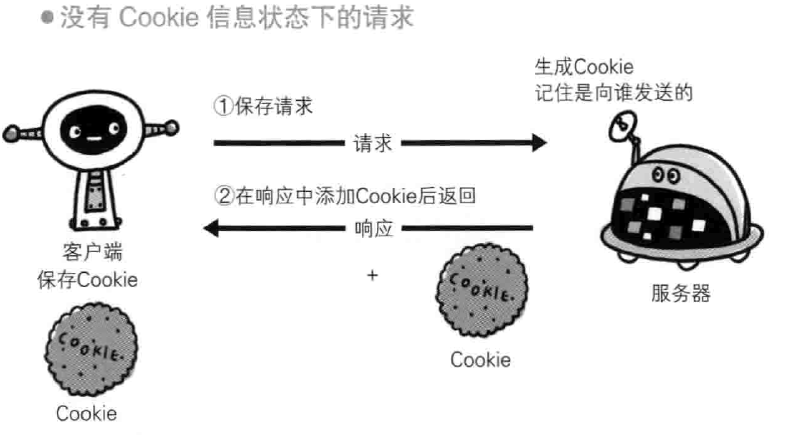 ●没有 Cookie 信息状态下的请求
生成Cookie
记住是向谁发送的
①保存请求
请求
②在响应中添加Cookie后返回
响应
客户端
保存Cookie
+
COOKIE.
服务器
COOKIE.
Cookie
Cookie